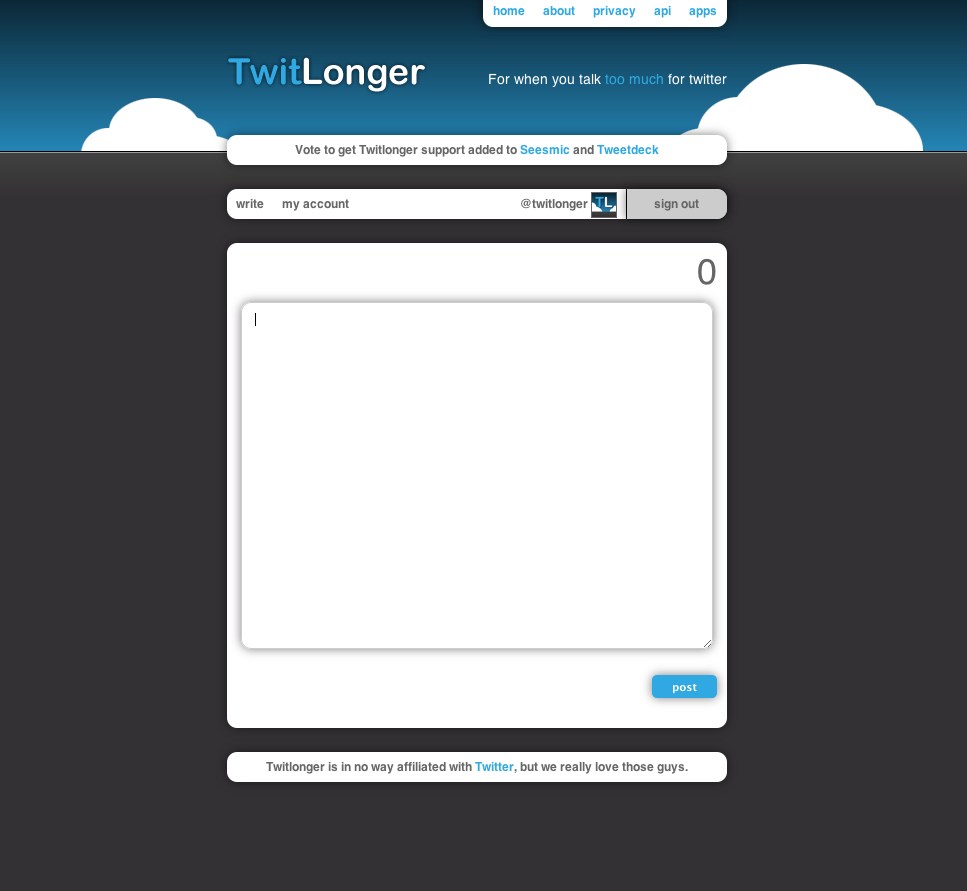 home about privacy api apps
TwitLonger
For when you talk too much for twitter
Vote to get Twitlonger support added to Seesmic and Tweetdeck
write my account @twitlonger TL sign out
0
post
Twitlonger is in no way affiliated with Twitter, but we really love those guys.